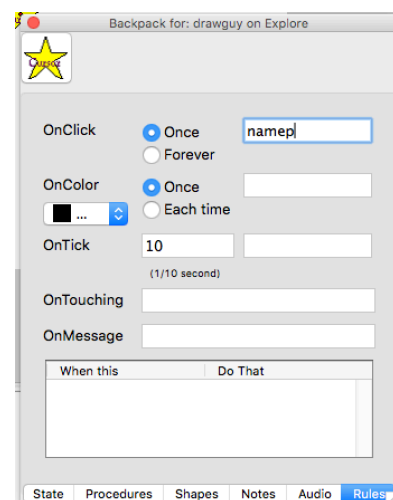 Backpack for: drawguy on Explore
Cursor
OnClick Once namep
Forever
OnColor Once
... Each time
OnTick 10
(1/10 second)
OnTouching
OnMessage
When this Do That
State Procedures Shapes Notes Audio Rules